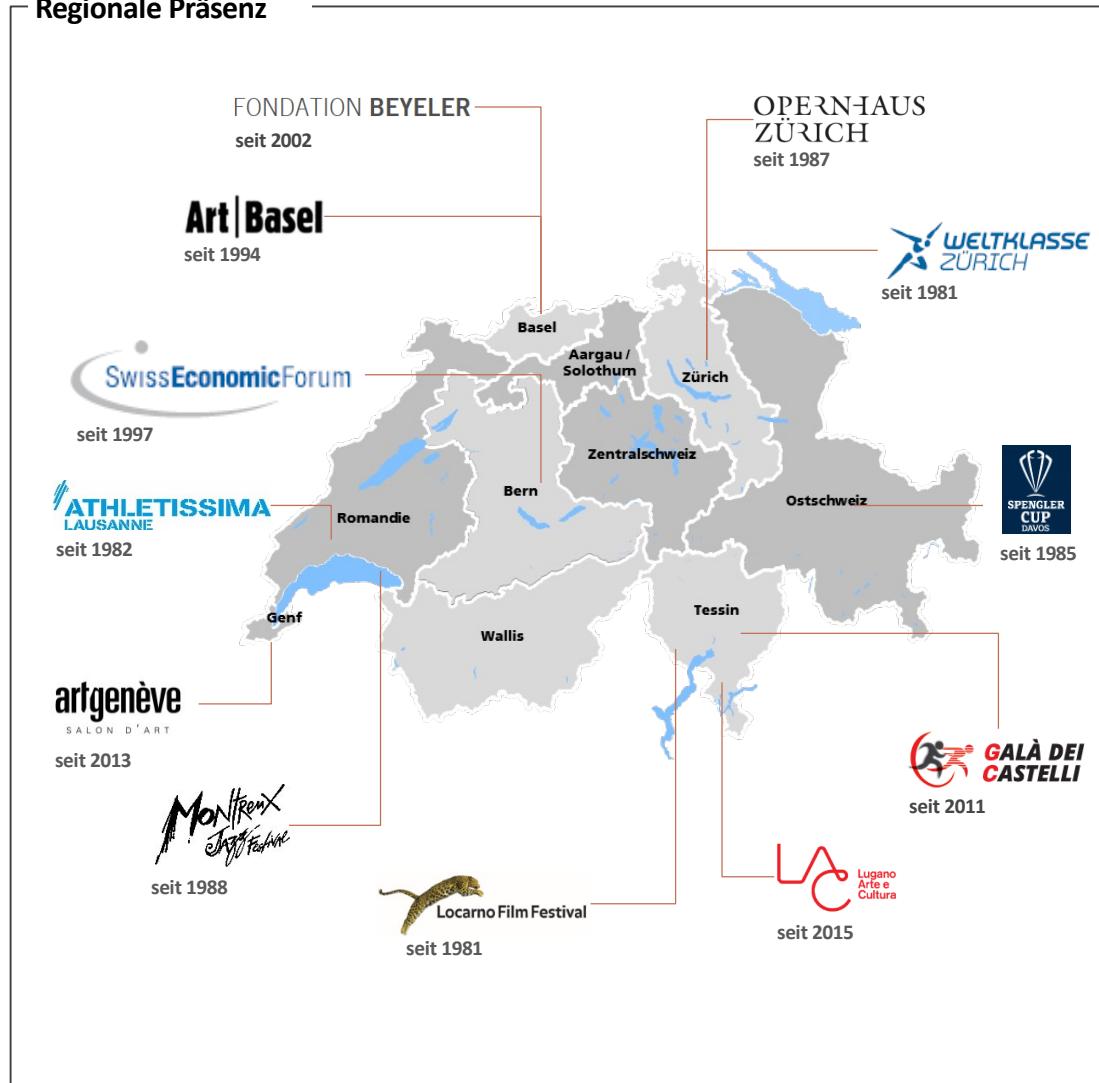 Regionale Präsenz
FONDATION BEYELER
seit 2002
OPERNHAUS
ZÜRICH
seit 1987
Art|Basel
seit 1994
WELTKLASSE
ZÜRICH
seit 1981
Basel
Aargau /
Solothurn
Zürich
SwissEconomicForum
seit 1997
Zentralschweiz
Bern
Ostschweiz
SPENGLER
CUP
DAVOS
seit 1985
ATHLETISSIMA
LAUSANNE
seit 1982
Romandie
Genf
Wallis
Tessin
artgenève
SALON D'ART
seit 2013
GALÀ DEI
CASTELLI
seit 2011
MONTREUX
Jazz Festival
seit 1988
Locarno Film Festival
seit 1981
LAC
Lugano
Arte e
Cultura
seit 2015